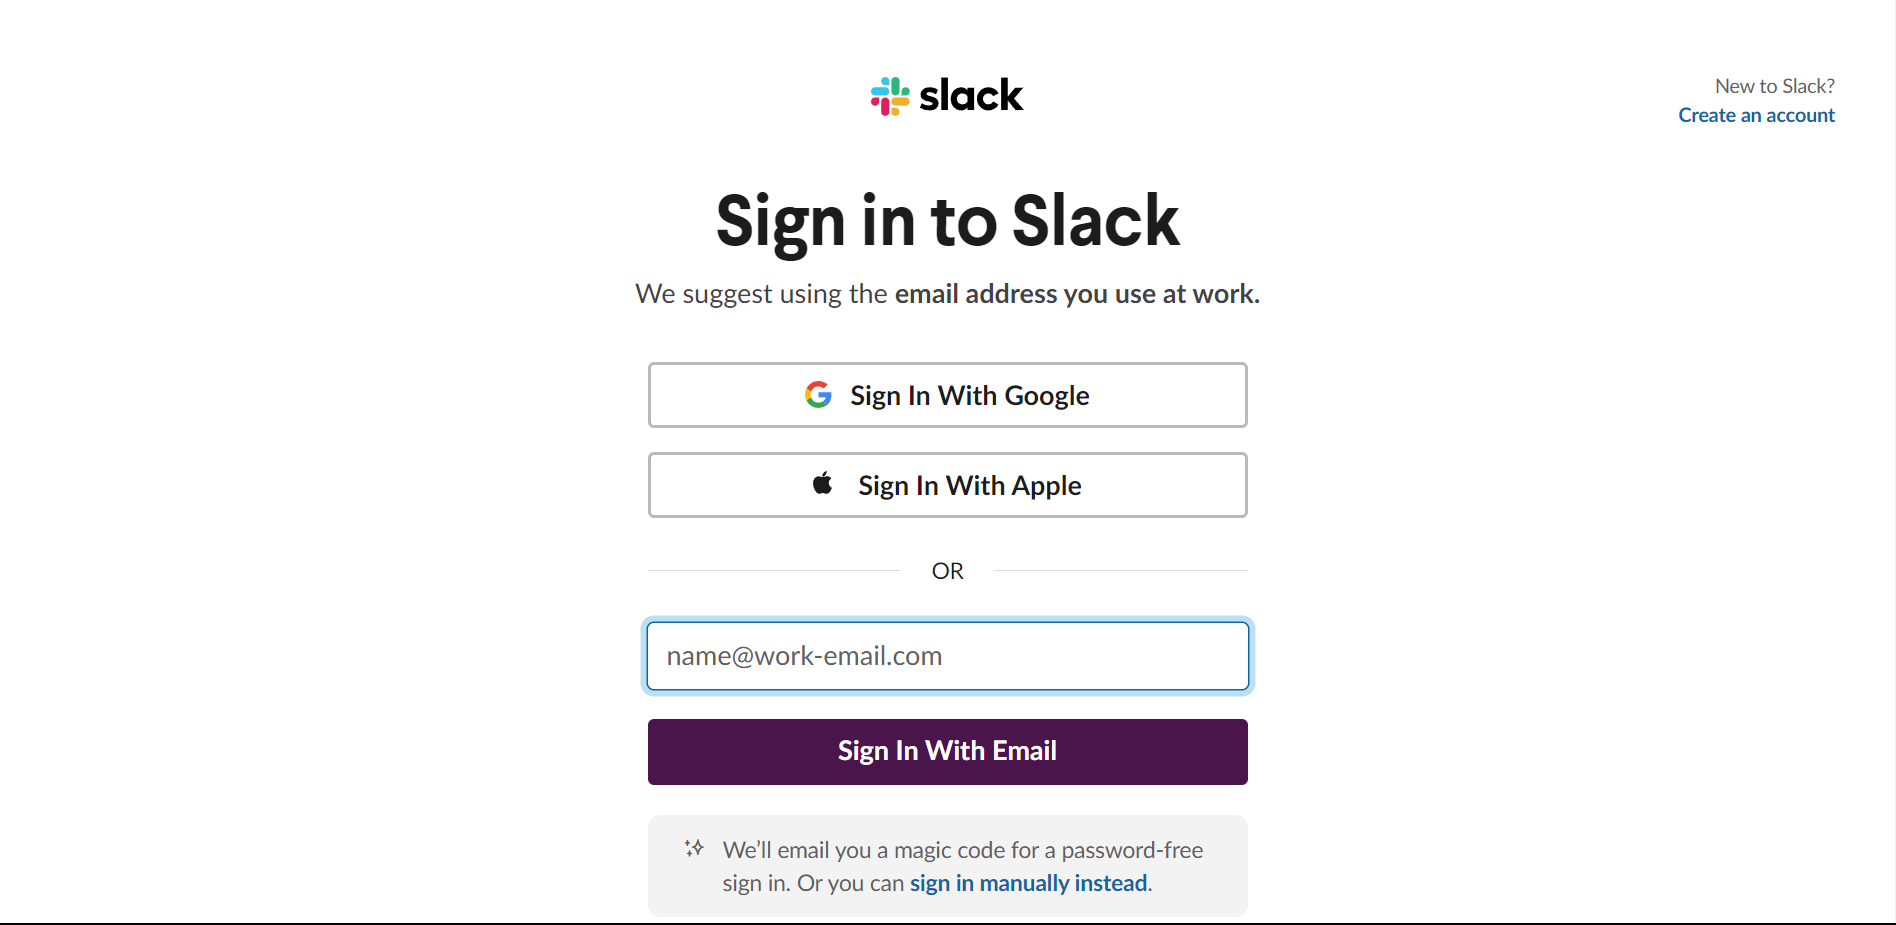 slack
New to Slack?
Create an account
Sign in to Slack
We suggest using the email address you use at work.
Sign In With Google
Sign In With Apple
OR
name@work-email.com
Sign In With Email
We’ll email you a magic code for a password-free
sign in. Or you can sign in manually instead.